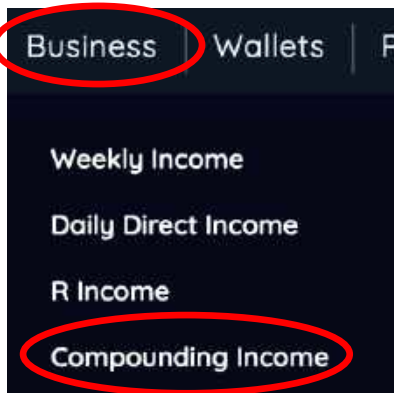 Business | Wallets |
Weekly Income
Daily Direct Income
R Income
Compounding Income